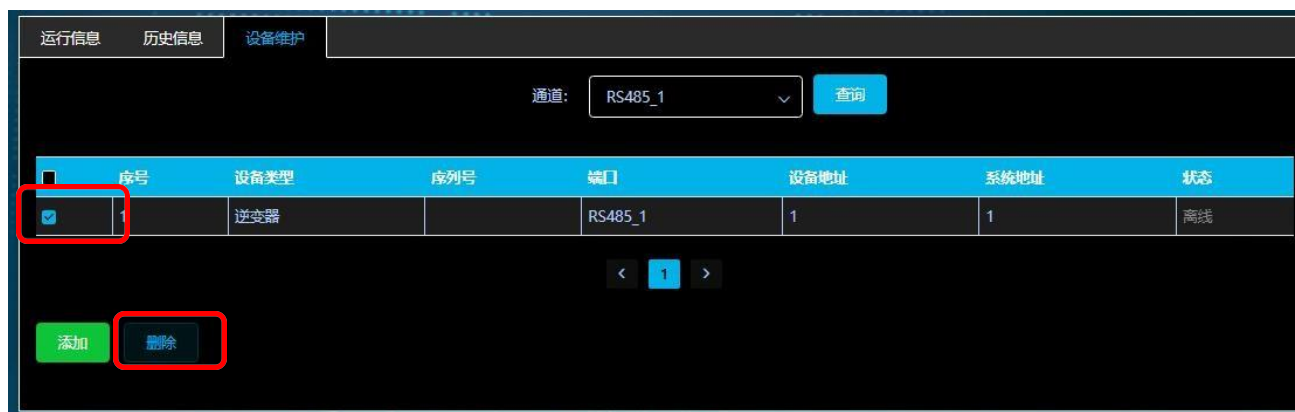 运行信息 历史信息 设备维护
通道: RS485_1 查询
序号 设备类型 序列号 端口 设备地址 系统地址 状态
1 逆变器 RS485_1 1 1 离线
< 1 >
添加 删除